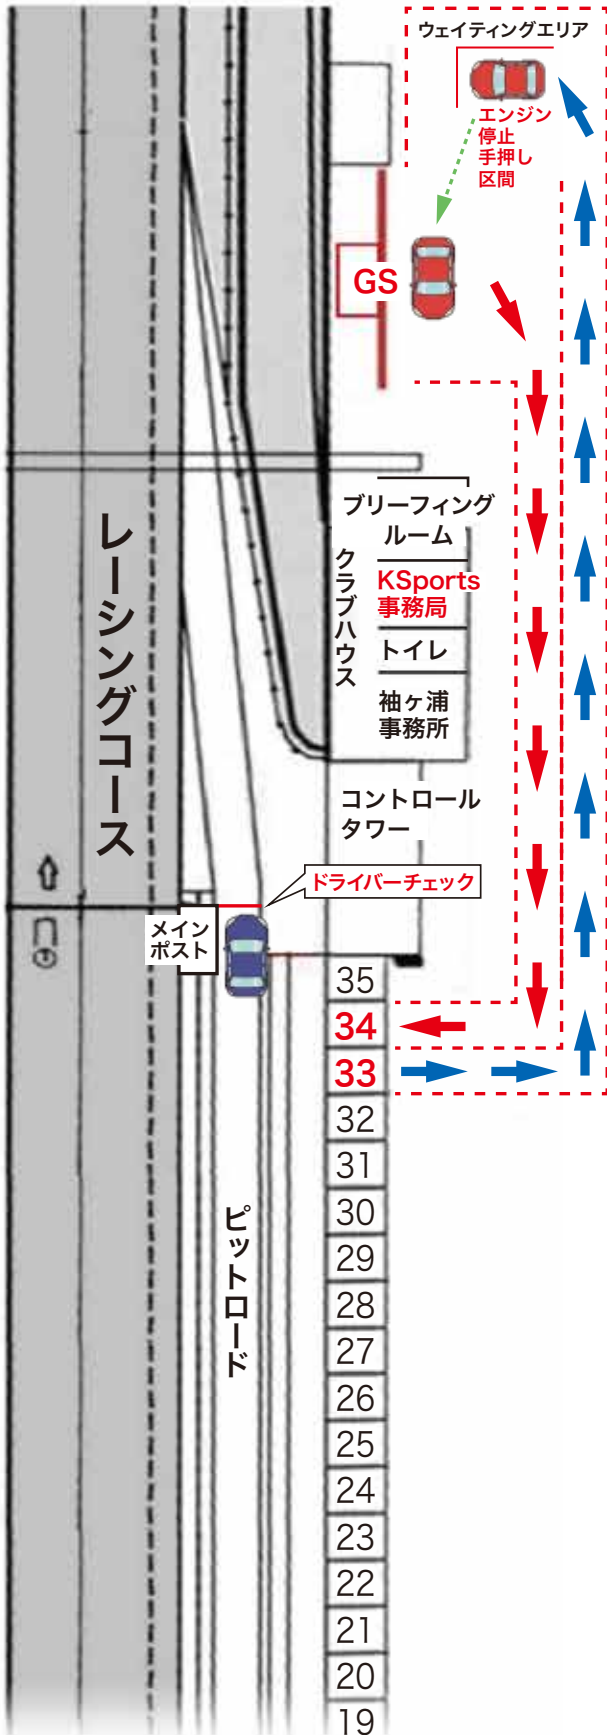 ウェイティングエリア
エンジン
停止
手押し
区間
GS
ブリーフィング
ルーム
クラブハウス
KSports
事務局
トイレ
袖ヶ浦
事務所
レーシングコース
コントロール
タワー
ドライバーチェック
メイン
ポスト
35
34
33
32
31
30
29
28
27
26
25
24
23
22
21
20
19
ピットロード